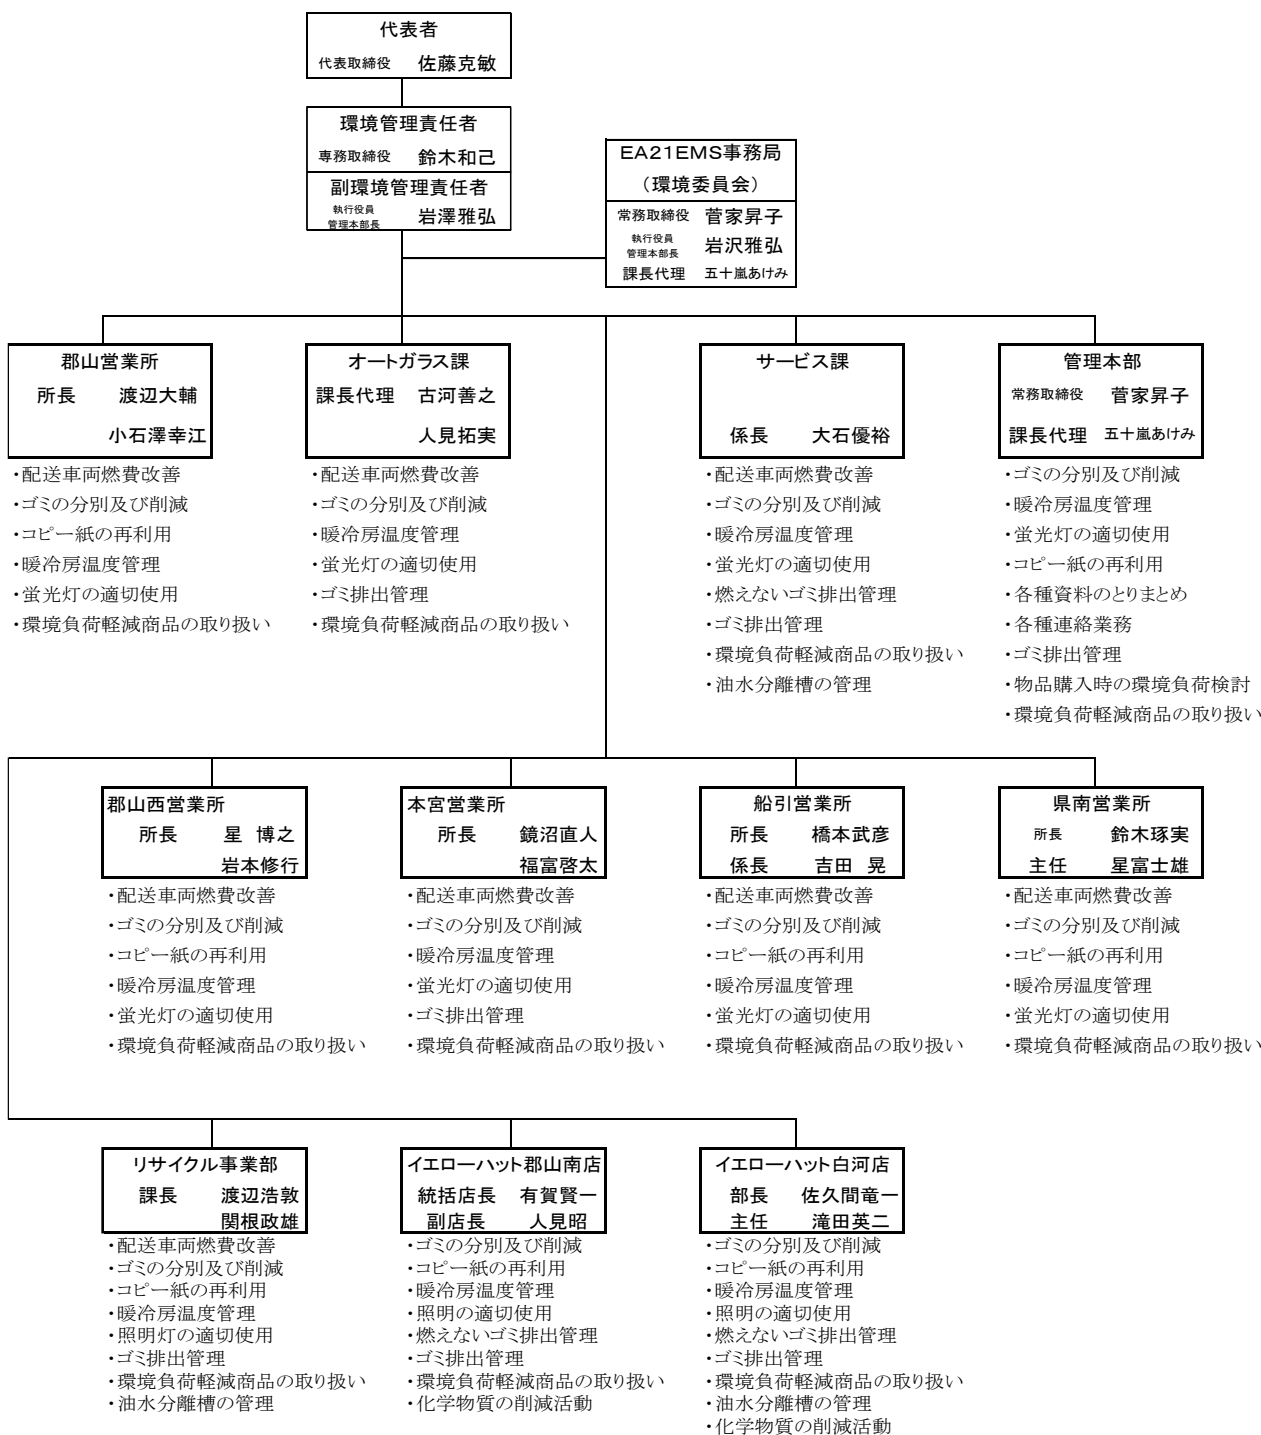 代表者
代表取締役 佐藤克敏
環境管理責任者
専務取締役 鈴木和己
副環境管理責任者
執行役員
管理本部長 岩澤雅弘
EA21EMS事務局
（環境委員会）
常務取締役 菅家昇子
執行役員
管理本部長 岩沢雅弘
課長代理 五十嵐あけみ
郡山営業所
所長 渡辺大輔
小石澤幸江
・配送車両燃費改善
・ゴミの分別及び削減
・コピー紙の再利用
・暖冷房温度管理
・蛍光灯の適切使用
・環境負荷軽減商品の取り扱い
オートガラス課
課長代理 古河善之
人見拓実
・配送車両燃費改善
・ゴミの分別及び削減
・暖冷房温度管理
・蛍光灯の適切使用
・ゴミ排出管理
・環境負荷軽減商品の取り扱い
サービス課
係長 大石優裕
・配送車両燃費改善
・ゴミの分別及び削減
・暖冷房温度管理
・蛍光灯の適切使用
・燃えないゴミ排出管理
・ゴミ排出管理
・環境負荷軽減商品の取り扱い
・油水分離槽の管理
管理本部
常務取締役 菅家昇子
課長代理 五十嵐あけみ
・ゴミの分別及び削減
・暖冷房温度管理
・蛍光灯の適切使用
・コピー紙の再利用
・各種資料のとりまとめ
・各種連絡業務
・ゴミ排出管理
・物品購入時の環境負荷検討
・環境負荷軽減商品の取り扱い
郡山西営業所
所長 星 博之
岩本修行
・配送車両燃費改善
・ゴミの分別及び削減
・コピー紙の再利用
・暖冷房温度管理
・蛍光灯の適切使用
・環境負荷軽減商品の取り扱い
本宮営業所
所長 鏡沼直人
福富啓太
・配送車両燃費改善
・ゴミの分別及び削減
・暖冷房温度管理
・蛍光灯の適切使用
・ゴミ排出管理
・環境負荷軽減商品の取り扱い
船引営業所
所長 橋本武彦
係長 吉田 晃
・配送車両燃費改善
・ゴミの分別及び削減
・コピー紙の再利用
・暖冷房温度管理
・蛍光灯の適切使用
・環境負荷軽減商品の取り扱い
県南営業所
所長 鈴木琢実
主任 星富士雄
・配送車両燃費改善
・ゴミの分別及び削減
・コピー紙の再利用
・暖冷房温度管理
・蛍光灯の適切使用
・環境負荷軽減商品の取り扱い
リサイクル事業部
課長 渡辺浩敦
関根政雄
・配送車両燃費改善
・ゴミの分別及び削減
・コピー紙の再利用
・暖冷房温度管理
・照明灯の適切使用
・ゴミ排出管理
・環境負荷軽減商品の取り扱い
・油水分離槽の管理
イエローハット郡山南店
統括店長 有賀賢一
副店長 人見昭
・ゴミの分別及び削減
・コピー紙の再利用
・暖冷房温度管理
・照明の適切使用
・燃えないゴミ排出管理
・ゴミ排出管理
・環境負荷軽減商品の取り扱い
・化学物質の削減活動
イエローハット白河店
部長 佐久間竜一
主任 滝田英二
・ゴミの分別及び削減
・コピー紙の再利用
・暖冷房温度管理
・照明の適切使用
・燃えないゴミ排出管理
・ゴミ排出管理
・環境負荷軽減商品の取り扱い
・油水分離槽の管理
・化学物質の削減活動